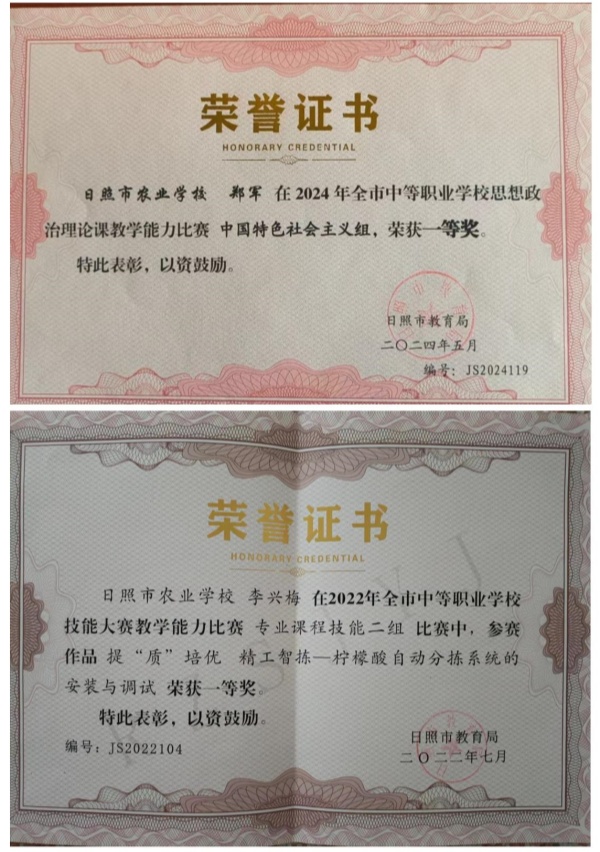 荣誉证书
HONORARY CREDENTIAL
日照市农业学校 郑军 在2024年全市中等职业学校思想政
治理论课教学能力比赛 中国特色社会主义组，荣获一等奖。
特此表彰，以资鼓励。
日照市教育局
二〇二四年五月
编号：JS2024119
荣誉证书
HONORARY CREDENTIAL
日照市农业学校 李兴梅 在2022年全市中等职业学校
技能大赛教学能力比赛 专业课程技能二组 比赛中，参赛
作品 提“质”培优 精工智拣—柠檬酸自动分拣系统的
安装与调试 荣获一等奖。
特此表彰，以资鼓励。
编号：JS2022104
日照市教育局
二〇二二年七月